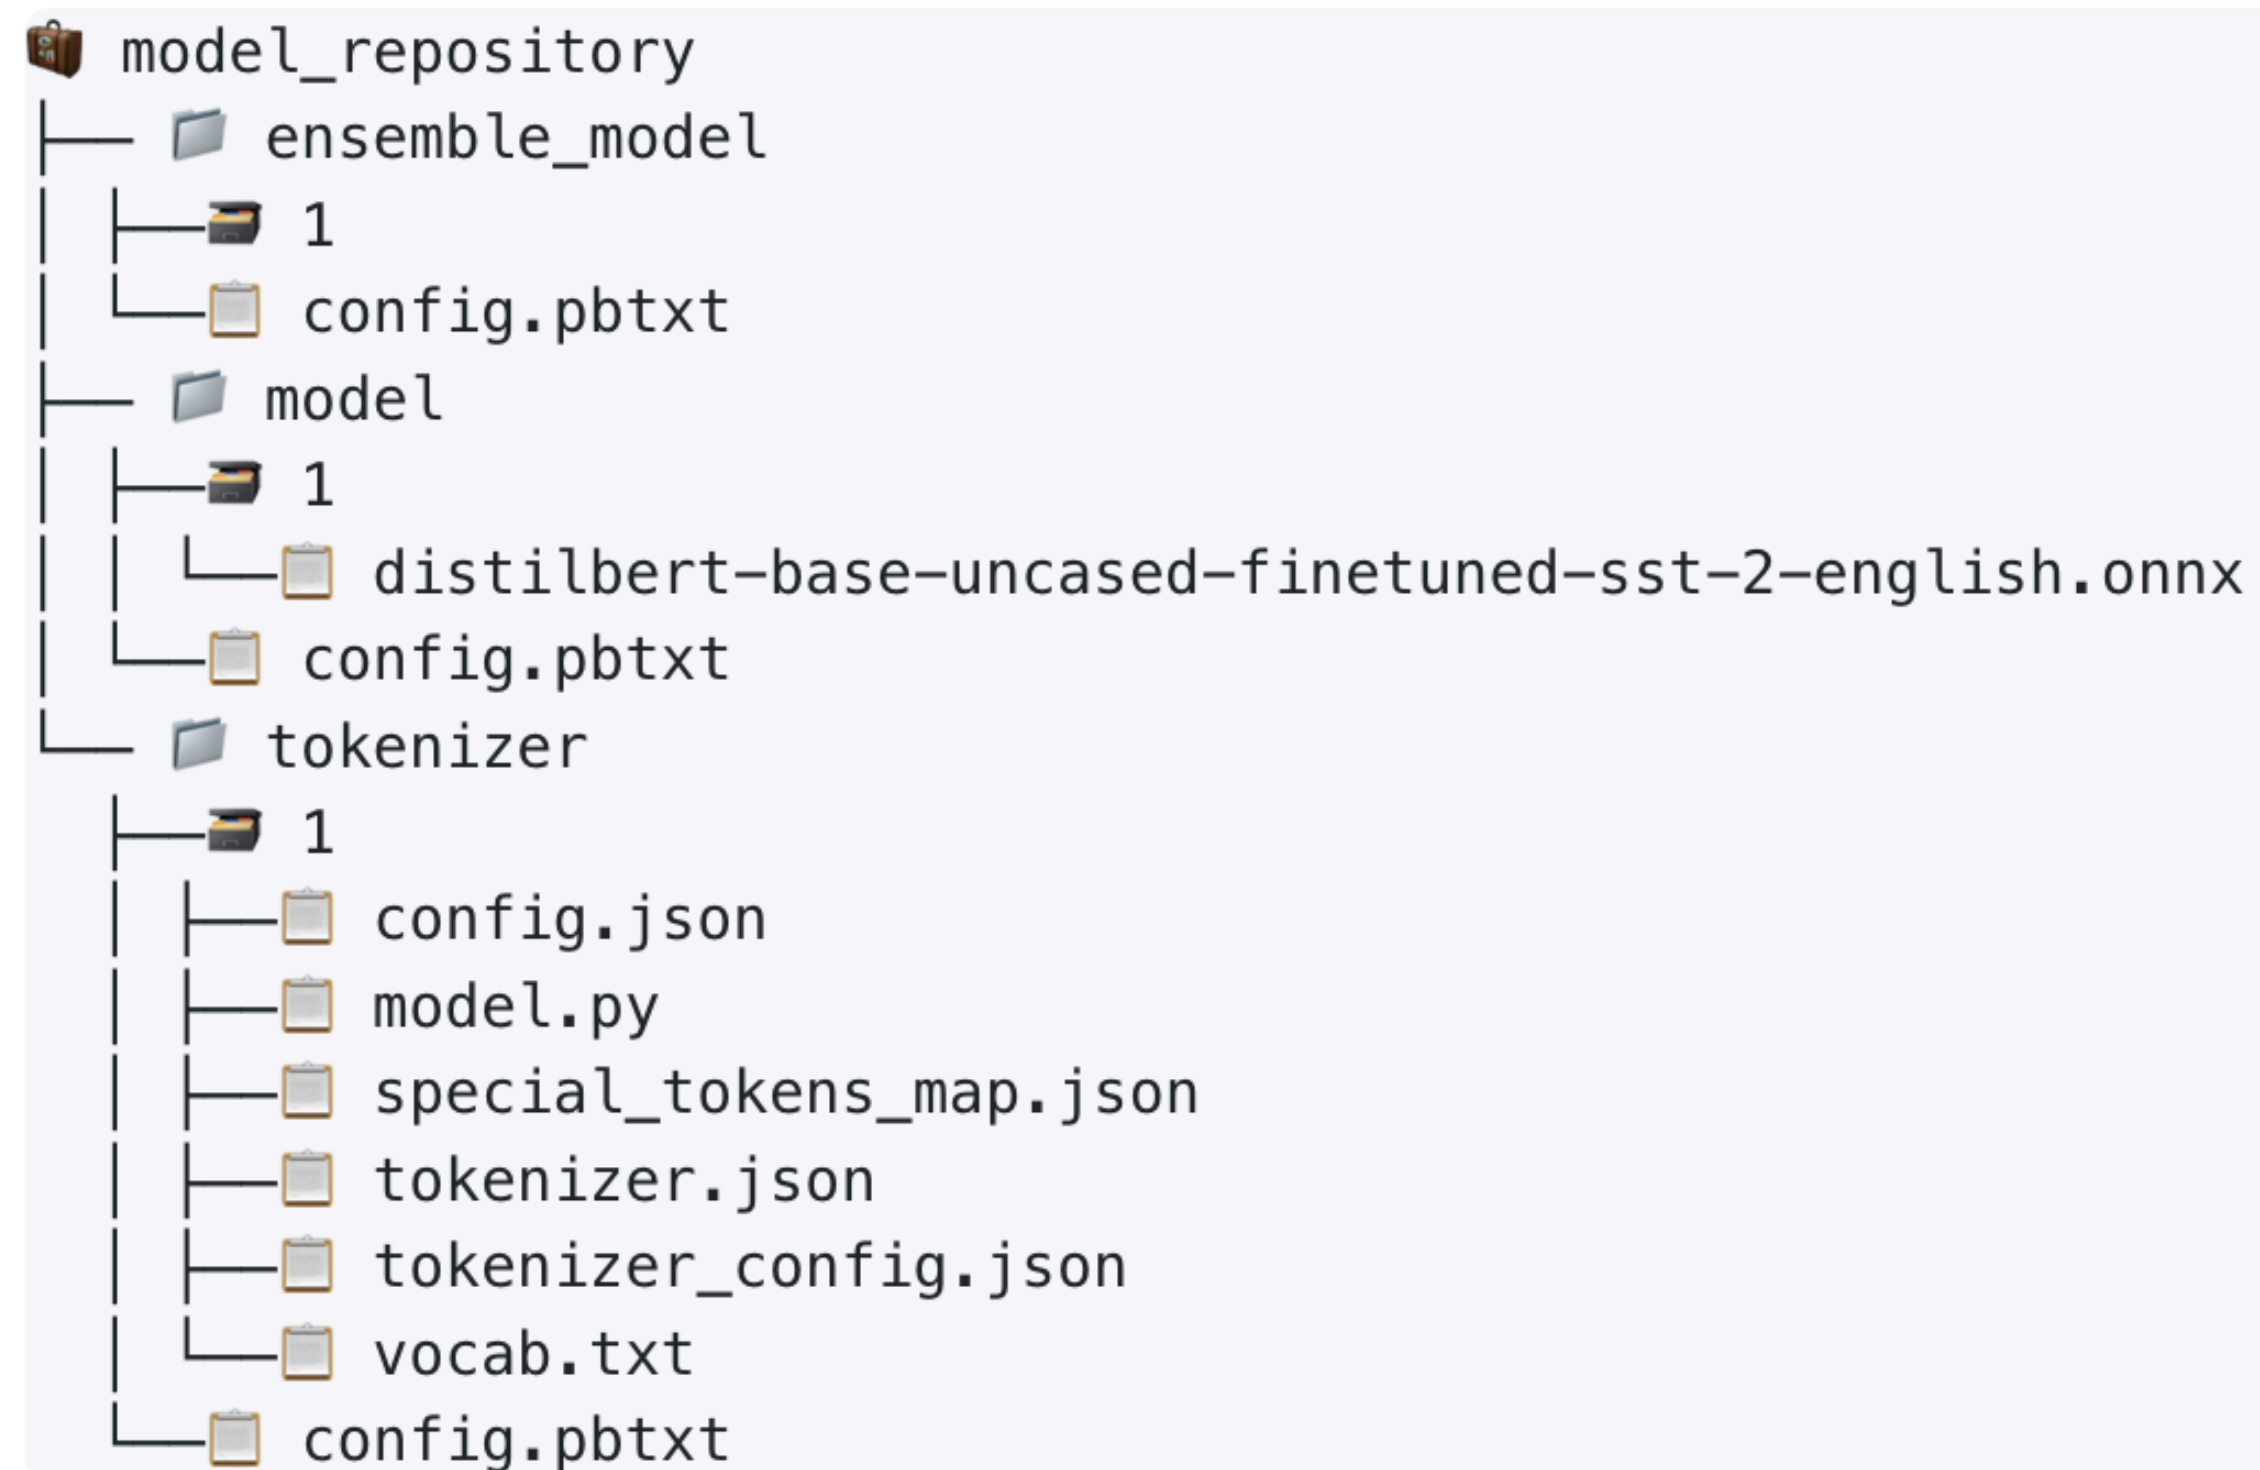 model_repository
ensemble_model
1
config.pbtxt
model
1
distilbert-base-uncased-finetuned-sst-2-english.onnx
config.pbtxt
tokenizer
1
config.json
model.py
special_tokens_map.json
tokenizer.json
tokenizer_config.json
vocab.txt
config.pbtxt